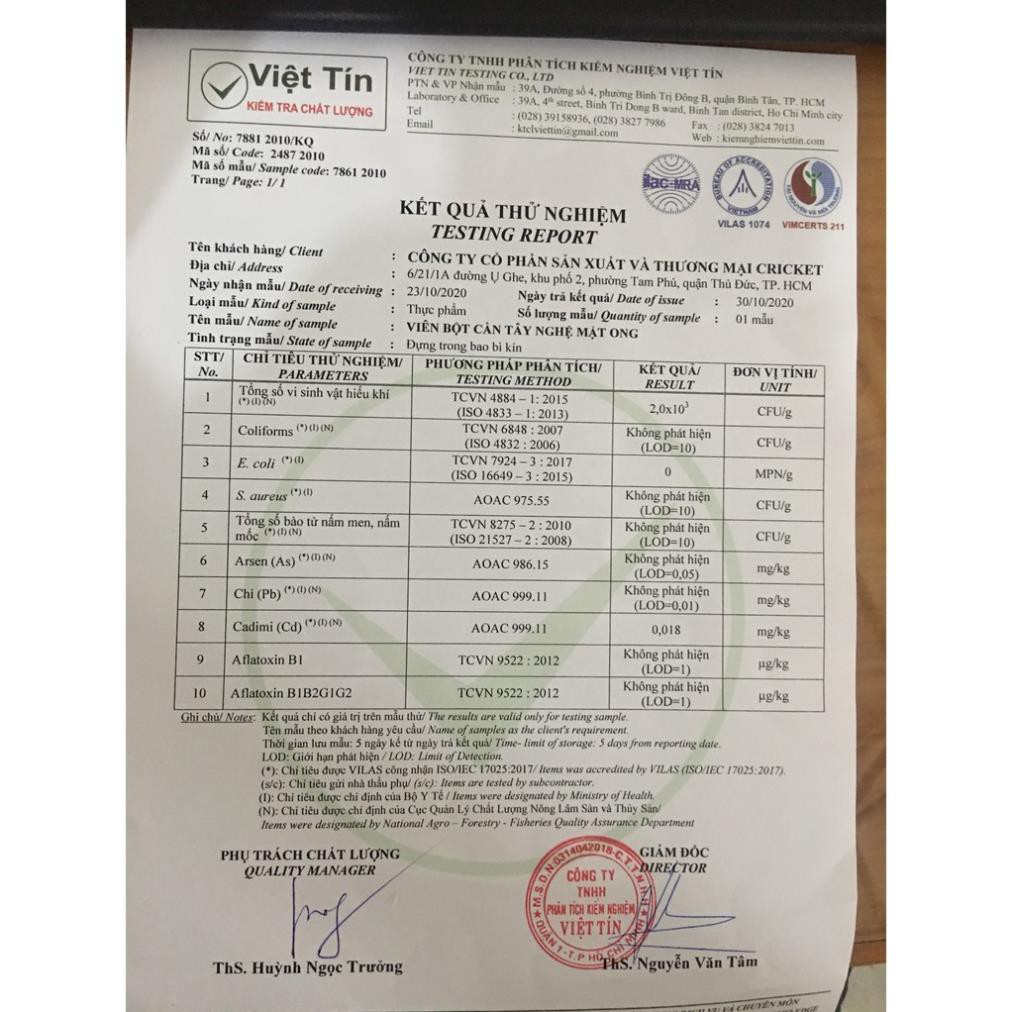 Việt Tín
KIỂM TRA CHẤT LƯỢNG
CÔNG TY TNHH PHÂN TÍCH KIỂM NGHIỆM VIỆT TÍN
VIET TIN TESTING CO., LTD
PTN & VP Nhận mẫu : 39A, Đường số 4, phường Bình Trị Đông B, quận Bình Tân, TP. HCM
Laboratory & Office : 39A, 4th street, Binh Tri Dong B ward, Binh Tan district, Ho Chi Minh city
Tel : (028) 39158936, (028) 3827 7986 Fax : (028) 3824 7013
Email : ktclviettin@gmail.com Web : kiemnghiemviettin.com
Số/ No: 7881 2010/KQ
Mã số/ Code: 2487 2010
Mã số mẫu/ Sample code: 7861 2010
Trang/ Page: 1/ 1
ilac-MRA
BUREAU OF ACCREDITATION
VIETNAM
VILAS 1074
TÀI NGUYÊN VÀ MÔI TRƯỜNG
VIMCERTS 211
KẾT QUẢ THỬ NGHIỆM
TESTING REPORT
Tên khách hàng/ Client : CÔNG TY CỔ PHẦN SẢN XUẤT VÀ THƯƠNG MẠI CRICKET
Địa chỉ/ Address : 6/21/1A đường Ụ Ghe, khu phố 2, phường Tam Phú, quận Thủ Đức, TP. HCM
Ngày nhận mẫu/ Date of receiving : 23/10/2020 Ngày trả kết quả/ Date of issue : 30/10/2020
Loại mẫu/ Kind of sample : Thực phẩm Số lượng mẫu/ Quantity of sample : 01 mẫu
Tên mẫu/ Name of sample : VIÊN BỘT CẦN TÂY NGHỆ MẬT ONG
Tình trạng mẫu/ State of sample : Đựng trong bao bì kín
STT/ No. CHỈ TIÊU THỬ NGHIỆM/ PARAMETERS PHƯƠNG PHÁP PHÂN TÍCH/ TESTING METHOD KẾT QUẢ/ RESULT ĐƠN VỊ TÍNH/ UNIT
1 Tổng số vi sinh vật hiếu khí (*) (I) (N) TCVN 4884 – 1: 2015 (ISO 4833 – 1: 2013) 2,0x10³ CFU/g
2 Coliforms (*) (I) (N) TCVN 6848 : 2007 (ISO 4832 : 2006) Không phát hiện (LOD=10) CFU/g
3 E. coli (*) (I) TCVN 7924 – 3 : 2017 (ISO 16649 – 3 : 2015) 0 MPN/g
4 S. aureus (*) (I) AOAC 975.55 Không phát hiện (LOD=10) CFU/g
5 Tổng số bào tử nấm men, nấm mốc (*) (I) (N) TCVN 8275 – 2 : 2010 (ISO 21527 – 2 : 2008) Không phát hiện (LOD=10) CFU/g
6 Arsen (As) (*) (I) (N) AOAC 986.15 Không phát hiện (LOD=0,05) mg/kg
7 Chì (Pb) (*) (I) (N) AOAC 999.11 Không phát hiện (LOD=0,01) mg/kg
8 Cadimi (Cd) (*) (I) (N) AOAC 999.11 0,018 mg/kg
9 Aflatoxin B1 TCVN 9522 : 2012 Không phát hiện (LOD=1) µg/kg
10 Aflatoxin B1B2G1G2 TCVN 9522 : 2012 Không phát hiện (LOD=1) µg/kg
Ghi chú/ Notes: Kết quả chỉ có giá trị trên mẫu thử/ The results are valid only for testing sample.
Tên mẫu theo khách hàng yêu cầu/ Name of samples as the client's requirement.
Thời gian lưu mẫu: 5 ngày kể từ ngày trả kết quả/ Time- limit of storage: 5 days from reporting date.
LOD: Giới hạn phát hiện / LOD: Limit of Detection.
(*): Chỉ tiêu được VILAS công nhận ISO/IEC 17025:2017/ Items was accredited by VILAS (ISO/IEC 17025:2017).
(s/c): Chỉ tiêu gửi nhà thầu phụ/ (s/c): Items are tested by subcontractor.
(I): Chỉ tiêu được chỉ định của Bộ Y Tế / Items were designated by Ministry of Health.
(N): Chỉ tiêu được chỉ định của Cục Quản Lý Chất Lượng Nông Lâm Sản và Thủy Sản/
Items were designated by National Agro – Forestry - Fisheries Quality Assurance Department
PHỤ TRÁCH CHẤT LƯỢNG
QUALITY MANAGER
GIÁM ĐỐC
DIRECTOR
M.S.D.N:0314042018-C.T.T.N.H.H
CÔNG TY
TNHH
PHÂN TÍCH KIỂM NGHIỆM
VIỆT TÍN
QUẬN 1-T.P HỒ CHÍ MINH
ThS. Huỳnh Ngọc Trưởng
ThS. Nguyễn Văn Tâm
VÀ CHUYÊN MÔN